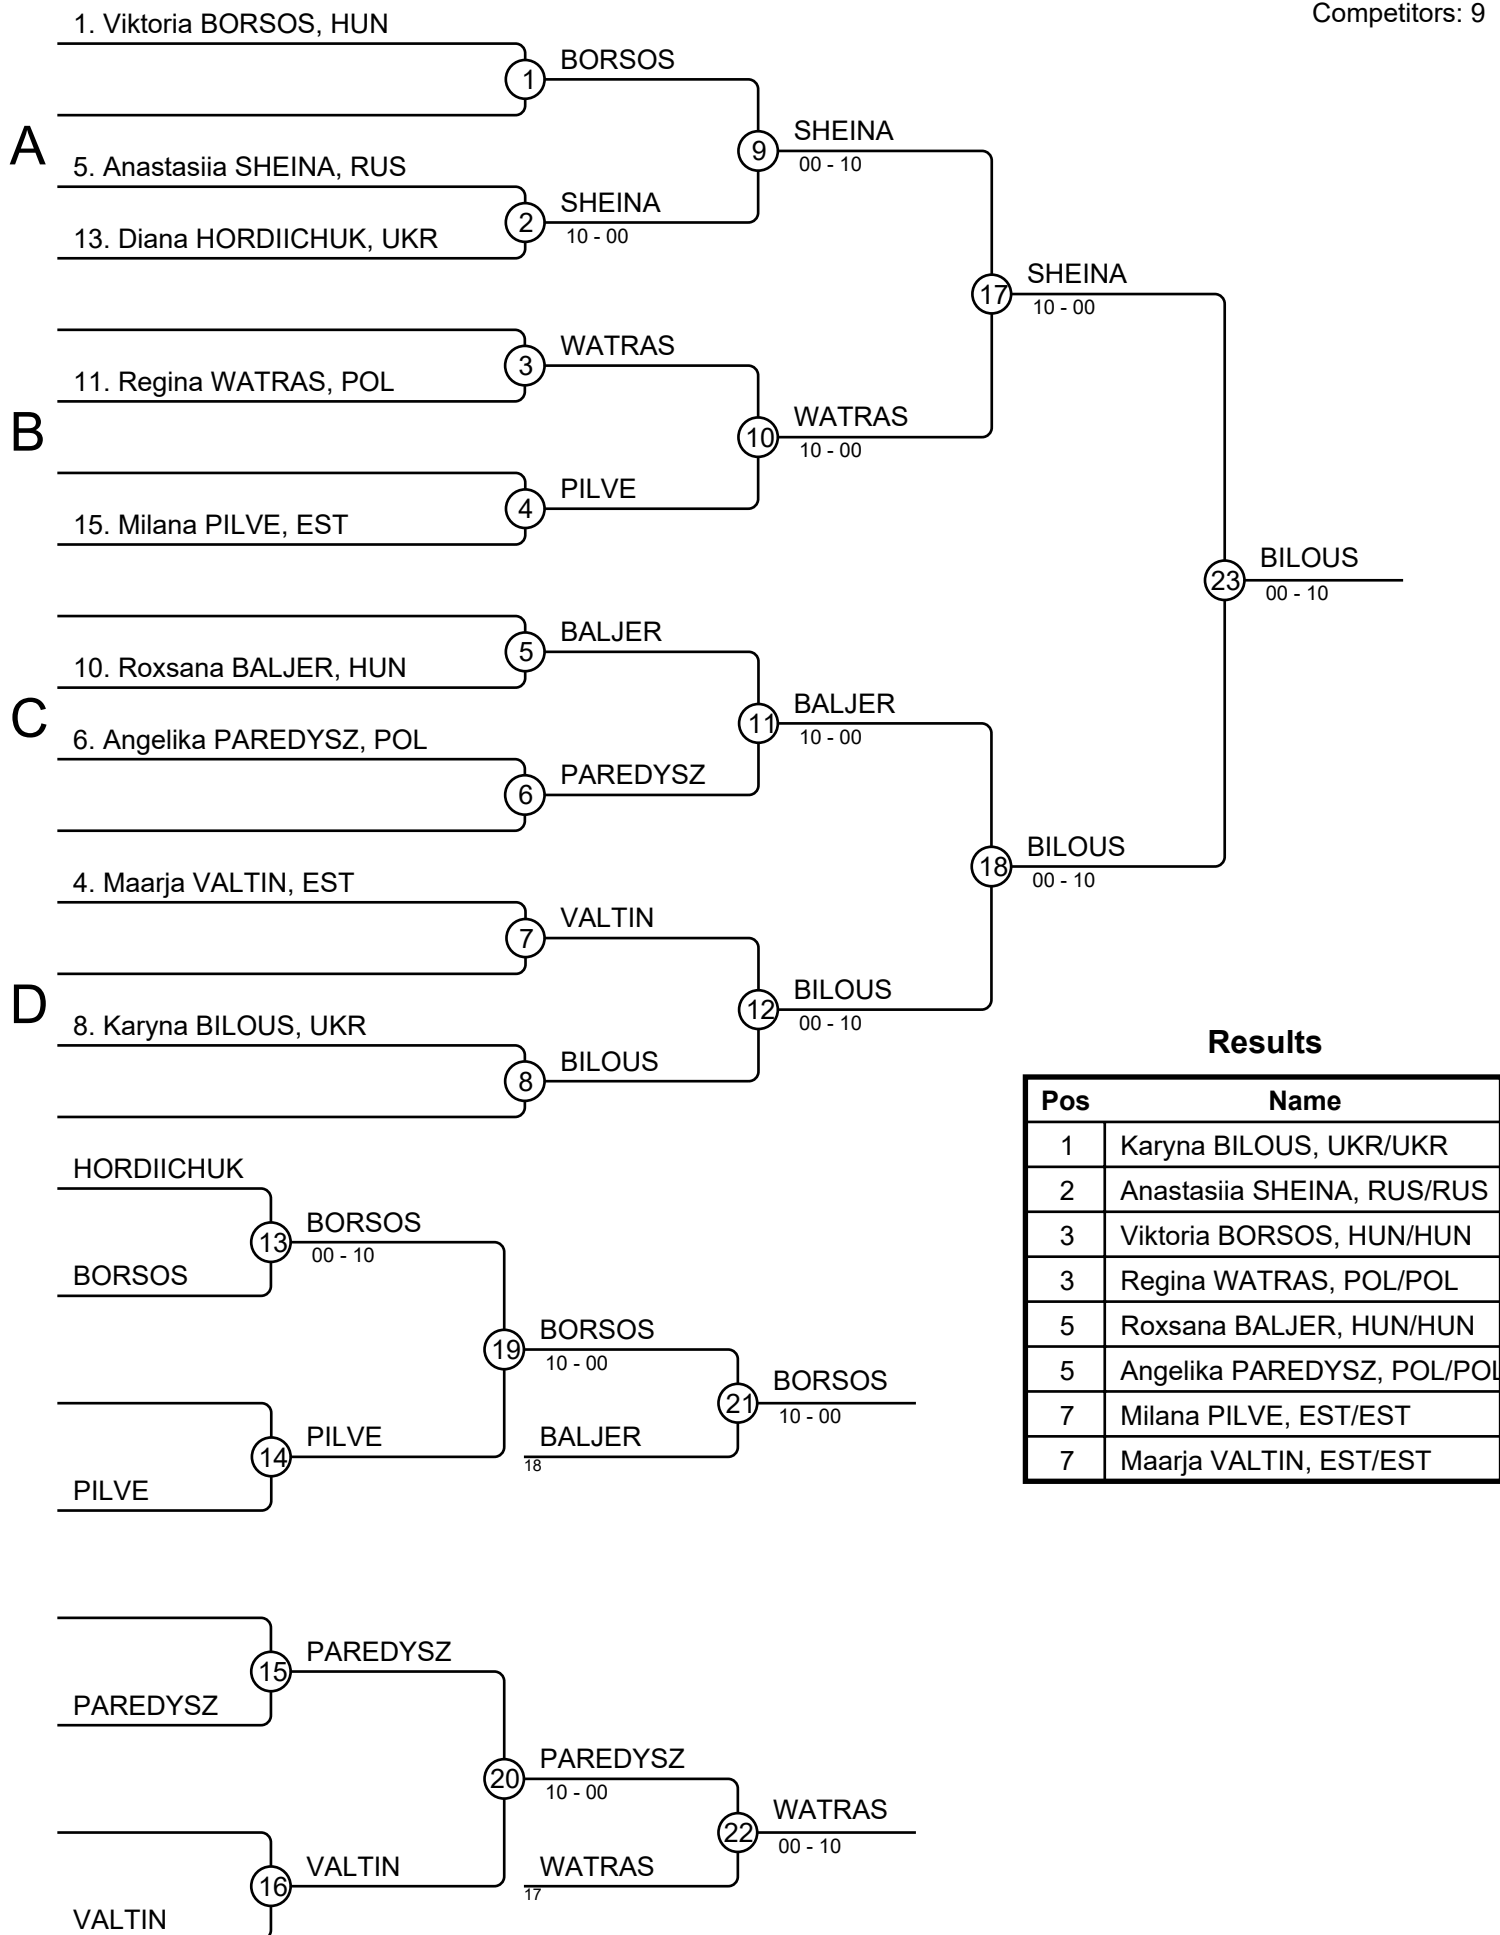 Competitors: 9
1. Viktoria BORSOS, HUN
BORSOS
1
A
SHEINA
9
00 - 10
5. Anastasiia SHEINA, RUS
SHEINA
2
10 - 00
13. Diana HORDIICHUK, UKR
SHEINA
17
10 - 00
WATRAS
3
11. Regina WATRAS, POL
B
WATRAS
10
10 - 00
PILVE
4
15. Milana PILVE, EST
BILOUS
23
00 - 10
BALJER
5
10. Roxsana BALJER, HUN
C
BALJER
11
10 - 00
6. Angelika PAREDYSZ, POL
PAREDYSZ
6
BILOUS
18
00 - 10
4. Maarja VALTIN, EST
VALTIN
7
D
BILOUS
12
00 - 10
8. Karyna BILOUS, UKR
BILOUS
8
HORDIICHUK
BORSOS
13
00 - 10
BORSOS
BORSOS
19
10 - 00
BORSOS
21
10 - 00
PILVE
14
BALJER
18
PILVE
PAREDYSZ
15
PAREDYSZ
PAREDYSZ
20
10 - 00
WATRAS
22
00 - 10
VALTIN
16
WATRAS
17
VALTIN
Results
Pos Name
1 Karyna BILOUS, UKR/UKR
2 Anastasiia SHEINA, RUS/RUS
3 Viktoria BORSOS, HUN/HUN
3 Regina WATRAS, POL/POL
5 Roxsana BALJER, HUN/HUN
5 Angelika PAREDYSZ, POL/POL
7 Milana PILVE, EST/EST
7 Maarja VALTIN, EST/EST